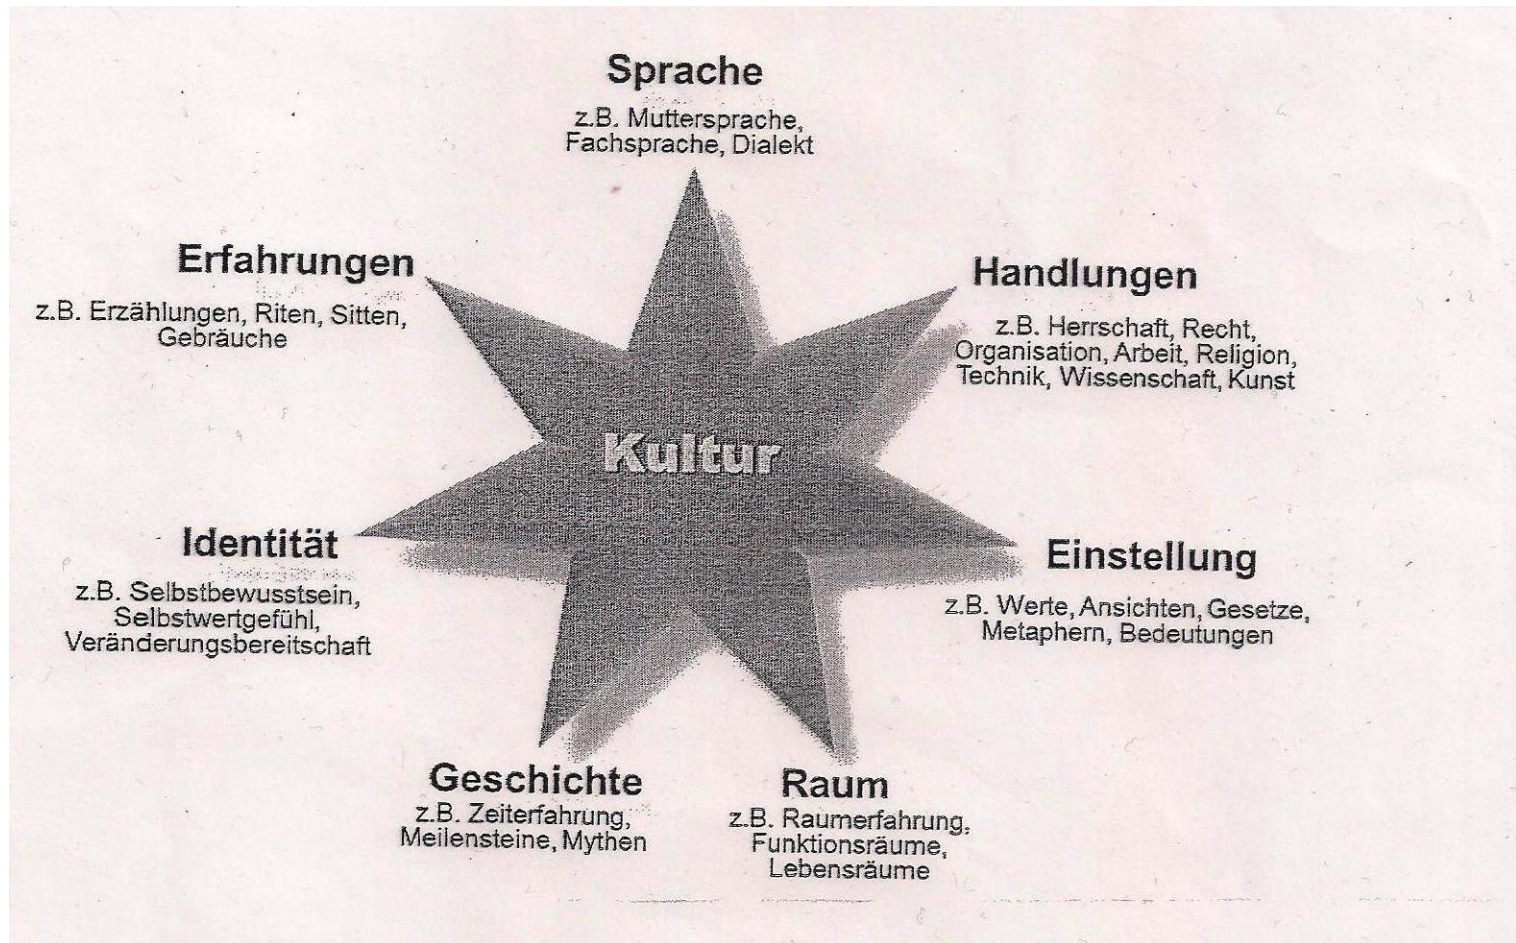 Sprache
z.B. Muttersprache,
Fachsprache, Dialekt
Erfahrungen
z.B. Erzählungen, Riten, Sitten,
Gebräuche
Handlungen
z.B. Herrschaft, Recht,
Organisation, Arbeit, Religion,
Technik, Wissenschaft, Kunst
Kultur
Identität
z.B. Selbstbewusstsein,
Selbstwertgefühl,
Veränderungsbereitschaft
Einstellung
z.B. Werte, Ansichten, Gesetze,
Metaphern, Bedeutungen
Geschichte
z.B. Zeiterfahrung,
Meilensteine, Mythen
Raum
z.B. Raumerfahrung,
Funktionsräume,
Lebensräume